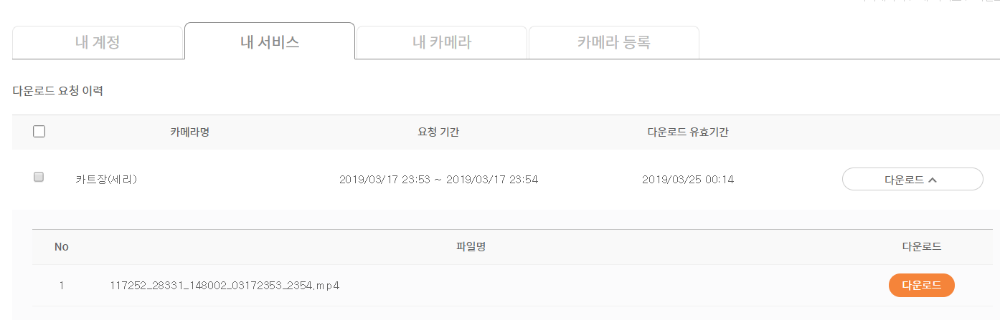 내 계정 내 서비스 내 카메라 카메라 등록
다운로드 요청 이력
카메라명 요청 기간 다운로드 유효기간
카트장(세리) 2019/03/17 23:53 ~ 2019/03/17 23:54 2019/03/25 00:14 다운로드
No 파일명 다운로드
1 117252_28331_148002_03172353_2354.mp4 다운로드